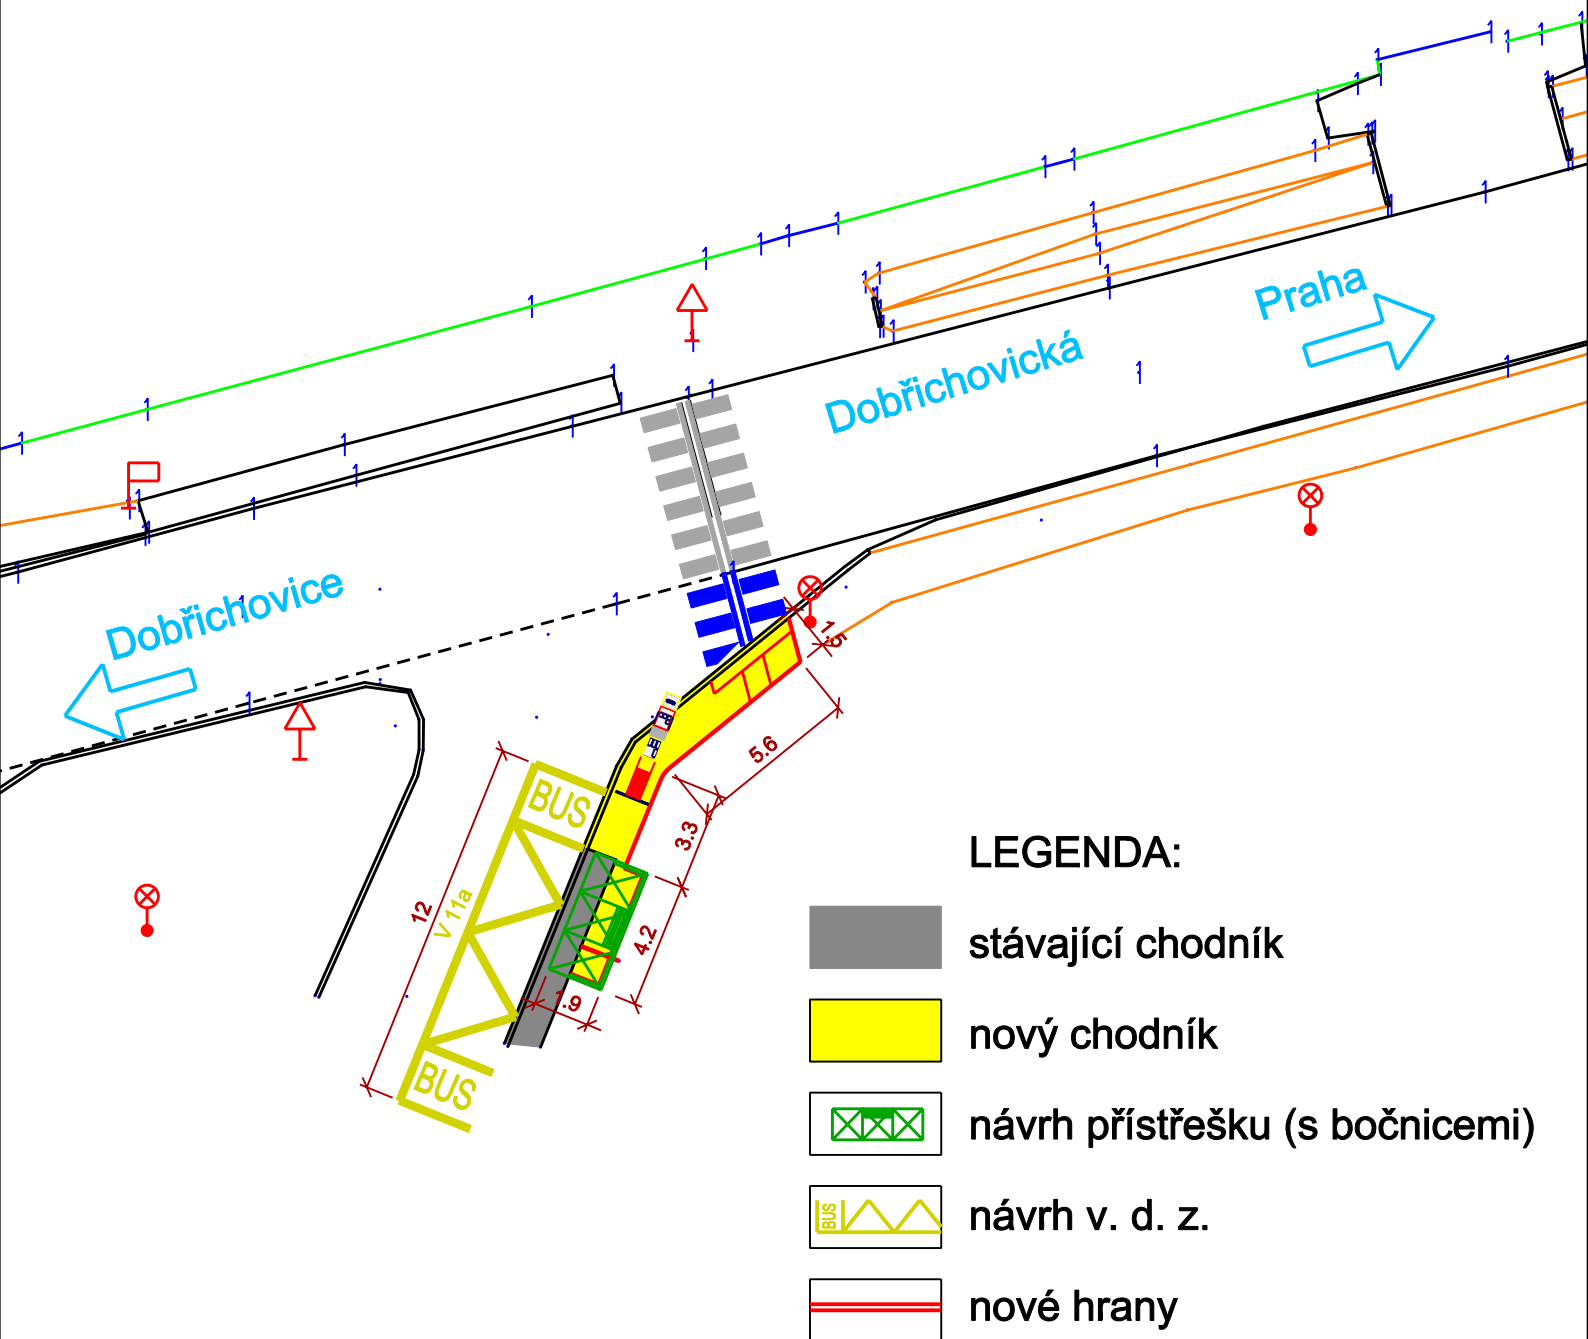 Praha
Dobřichovická
Dobřichovice
1.5
5.6
3.3
4.2
1.9
12
V 11a
BUS
BUS
LEGENDA:
stávající chodník
nový chodník
návrh přístřešku (s bočnicemi)
BUS
návrh v. d. z.
nové hrany